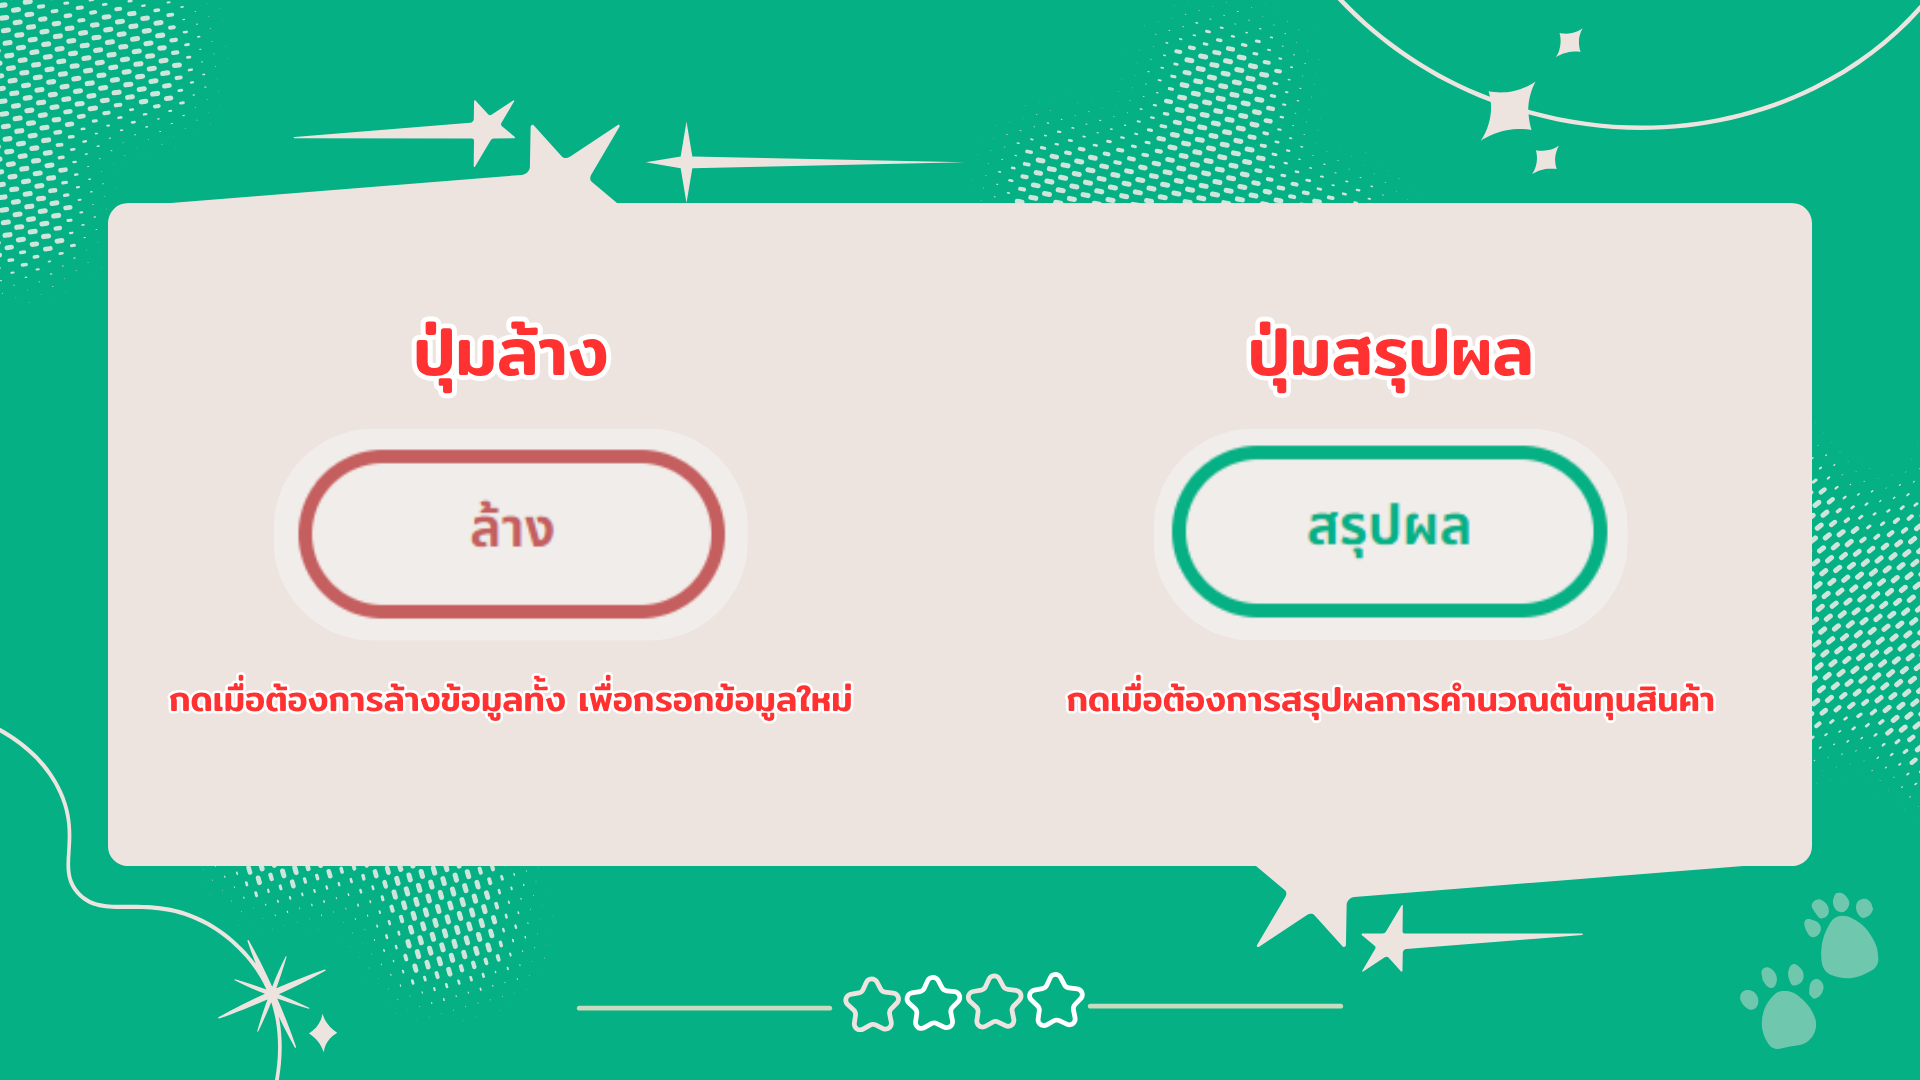 ปุ่มล้าง
ล้าง
กดเมื่อต้องการล้างข้อมูลทั้ง เพื่อกรอกข้อมูลใหม่
ปุ่มสรุปผล
สรุปผล
กดเมื่อต้องการสรุปผลการคำนวณต้นทุนสินค้า